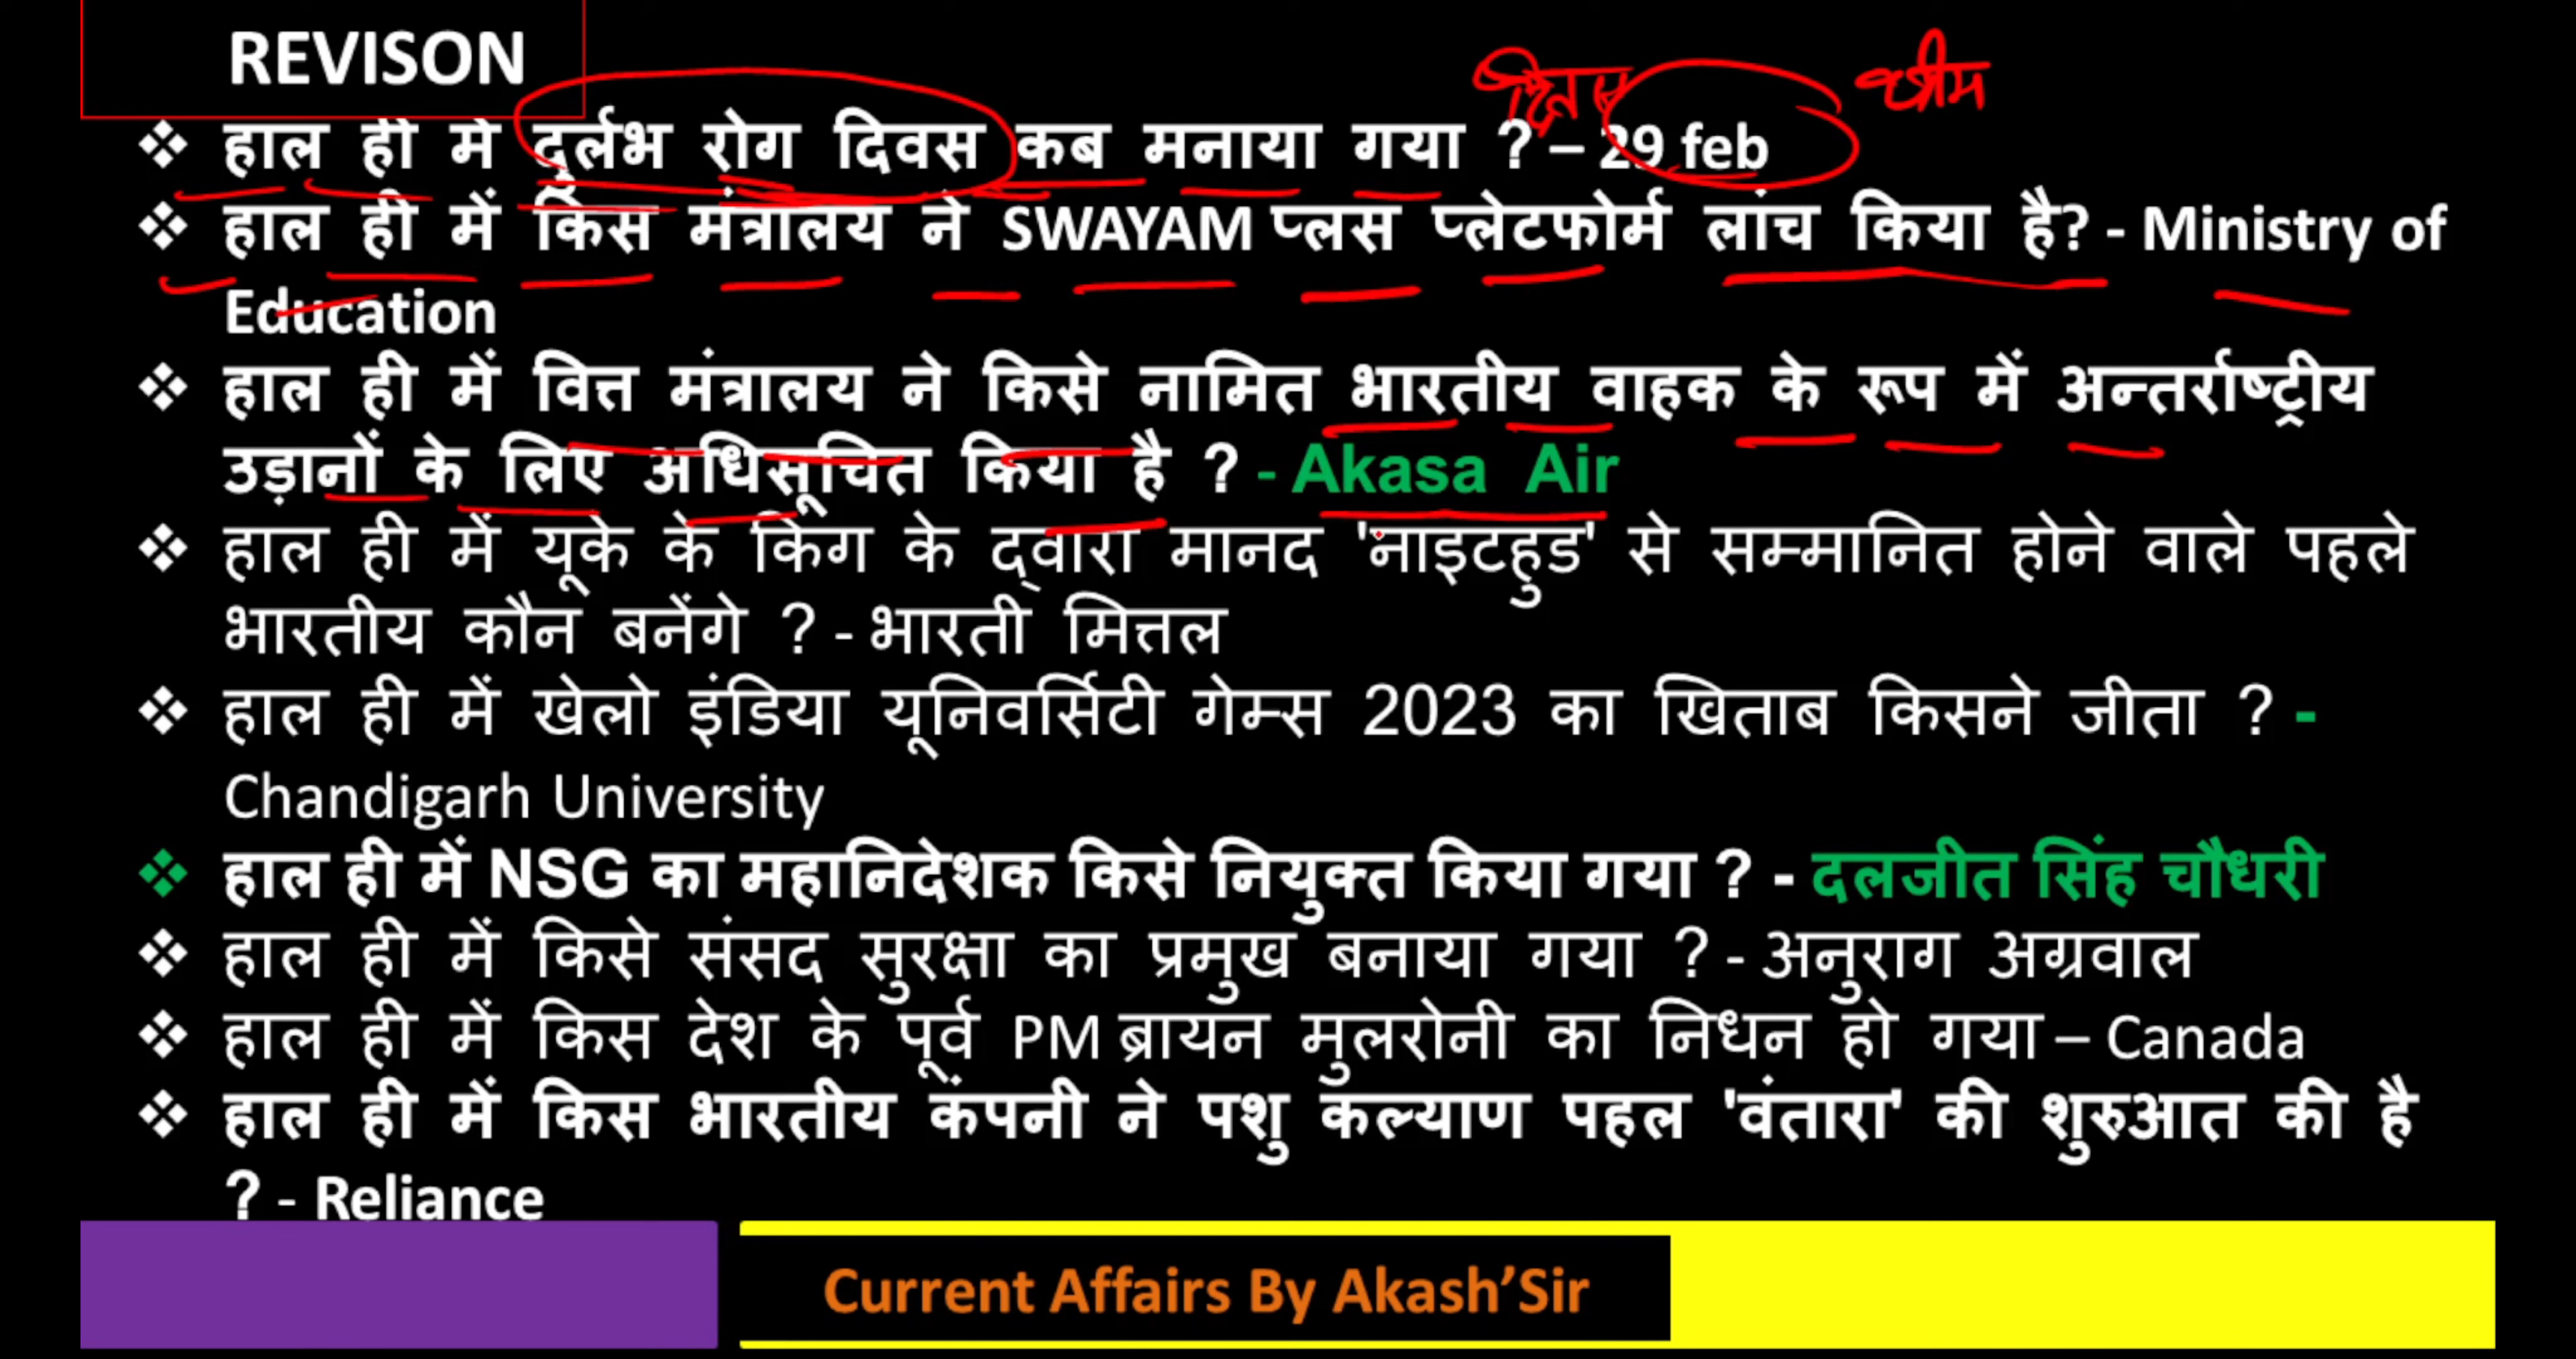 REVISON
दिवस थीम
❖ हाल ही में दुर्लभ रोग दिवस कब मनाया गया ? – 29 feb
❖ हाल ही में किस मंत्रालय ने SWAYAM प्लस प्लेटफोर्म लांच किया है? - Ministry of
Education
❖ हाल ही में वित्त मंत्रालय ने किसे नामित भारतीय वाहक के रूप में अन्तर्राष्ट्रीय
उड़ानों के लिए अधिसूचित किया है ? - Akasa Air
❖ हाल ही में यूके के किंग के द्वारा मानद 'नाइटहुड' से सम्मानित होने वाले पहले
भारतीय कौन बनेंगे ? - भारती मित्तल
❖ हाल ही में खेलो इंडिया यूनिवर्सिटी गेम्स 2023 का खिताब किसने जीता ? -
Chandigarh University
❖ हाल ही में NSG का महानिदेशक किसे नियुक्त किया गया ? - दलजीत सिंह चौधरी
❖ हाल ही में किसे संसद सुरक्षा का प्रमुख बनाया गया ? - अनुराग अग्रवाल
❖ हाल ही में किस देश के पूर्व PM ब्रायन मुलरोनी का निधन हो गया – Canada
❖ हाल ही में किस भारतीय कंपनी ने पशु कल्याण पहल 'वंतारा' की शुरुआत की है
? - Reliance
Current Affairs By Akash’Sir